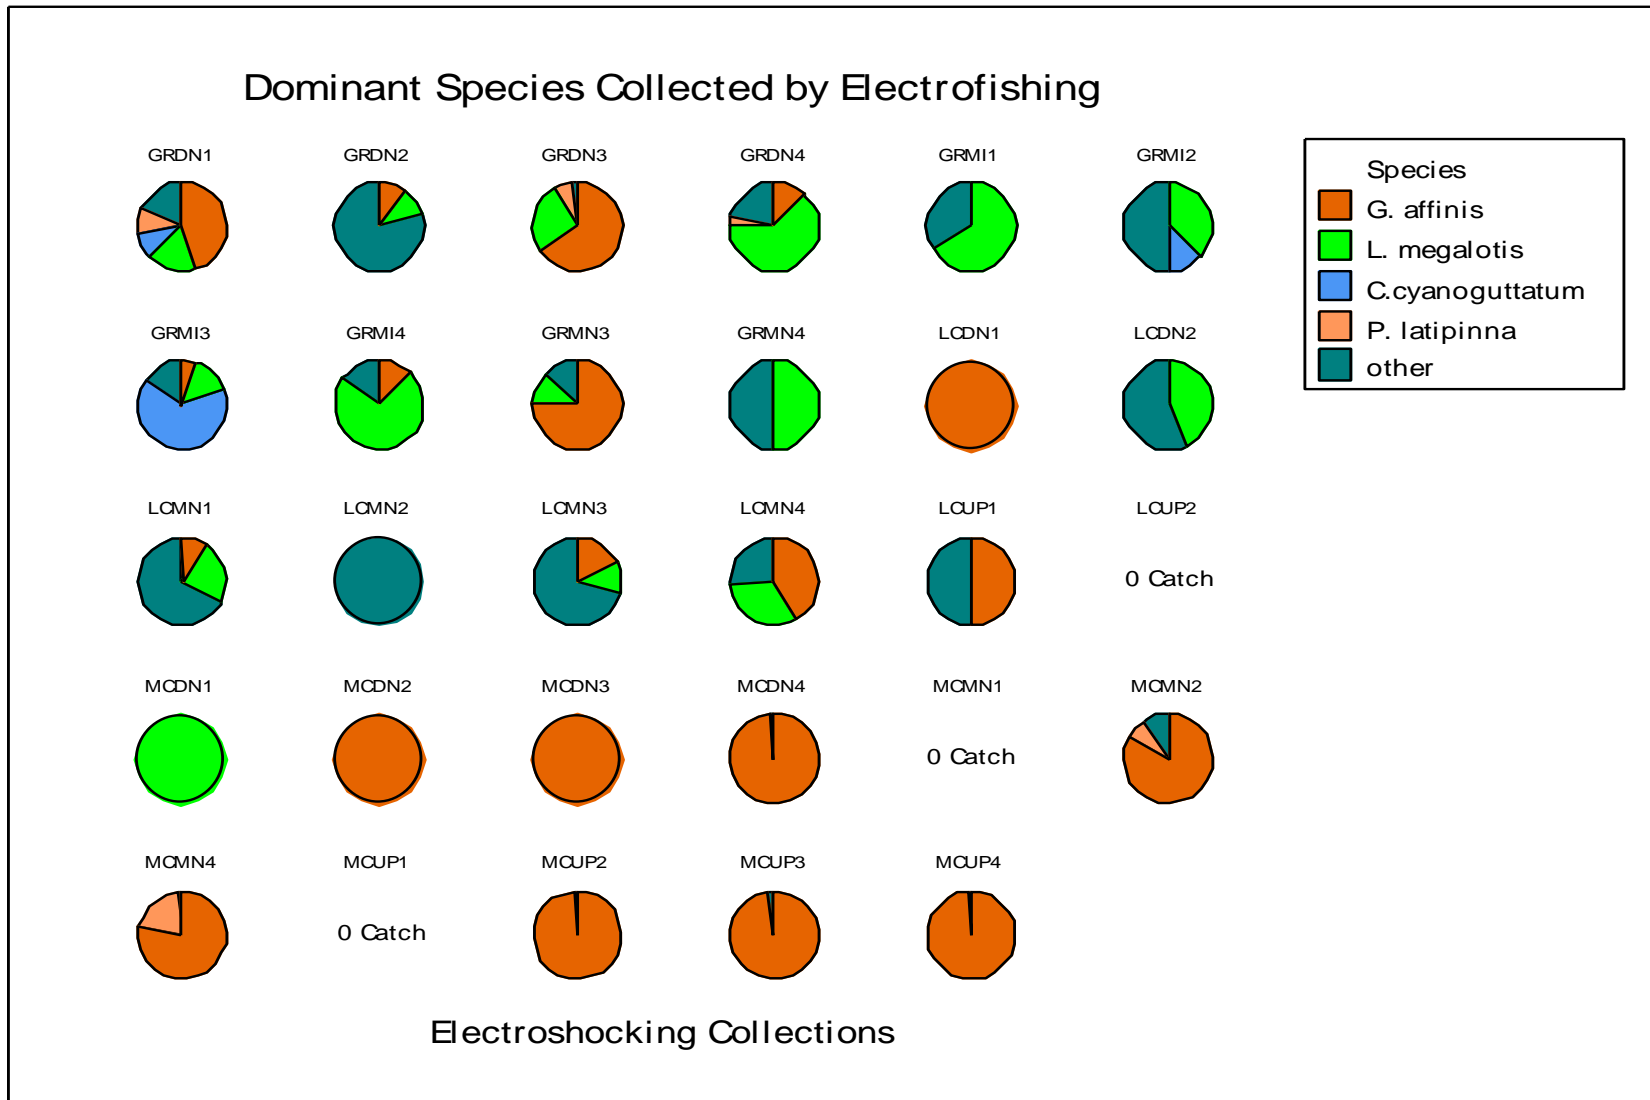 Dominant Species Collected by Electrofishing
GRDN1 GRDN2 GRDN3 GRDN4 GRMI1 GRMI2
Species
G. affinis
L. megalotis
C.cyanoguttatum
P. latipinna
other
GRMI3 GRMI4 GRMN3 GRMN4 LCDN1 LCDN2
LCMN1 LCMN2 LCMN3 LCMN4 LCUP1 LCUP2
0 Catch
MCDN1 MCDN2 MCDN3 MCDN4 MCMN1 MCMN2
0 Catch
MCMN4 MCUP1 MCUP2 MCUP3 MCUP4
0 Catch
Electroshocking Collections